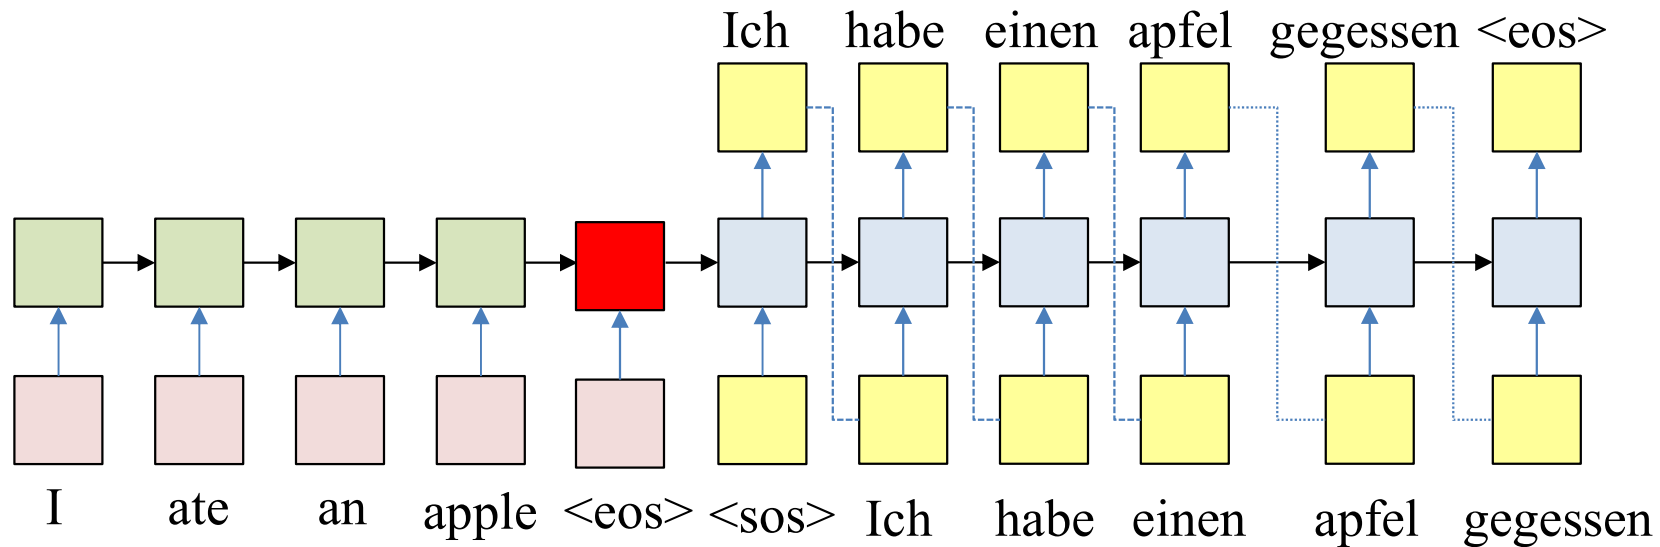 Ich habe einen apfel gegessen <eos>
I ate an apple <eos> <sos> Ich habe einen apfel gegessen